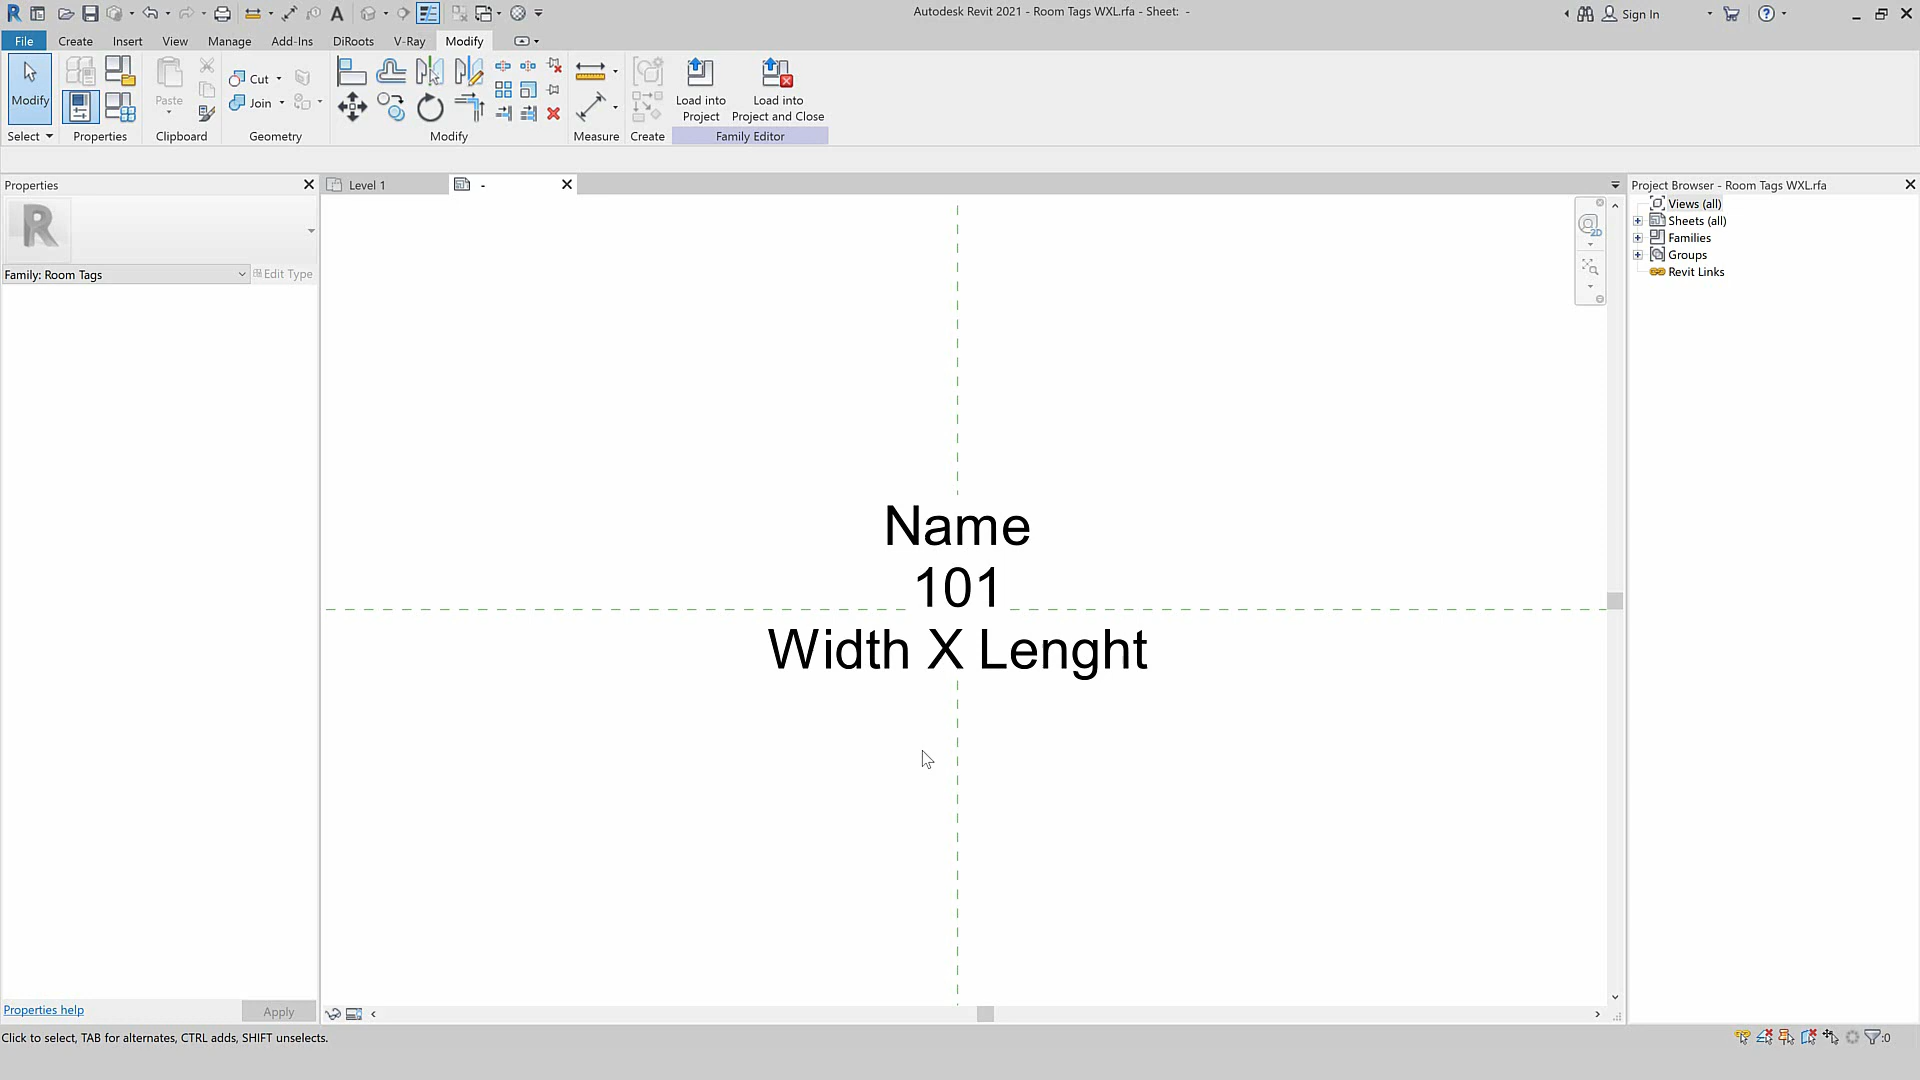 Autodesk Revit 2021 - Room Tags WXL.rfa - Sheet: -
Sign In
File
Create
Insert
View
Manage
Add-Ins
DiRoots
V-Ray
Modify
Modify
Paste
Cut
Join
Load into
Project
Load into
Project and Close
Select
Properties
Clipboard
Geometry
Modify
Measure
Create
Family Editor
Properties
Level 1
-
Project Browser - Room Tags WXL.rfa
R
Family: Room Tags
Edit Type
2D
Views (all)
Sheets (all)
Families
Groups
Revit Links
Name
101
Width X Lenght
Properties help
Apply
Click to select, TAB for alternates, CTRL adds, SHIFT unselects.
:0